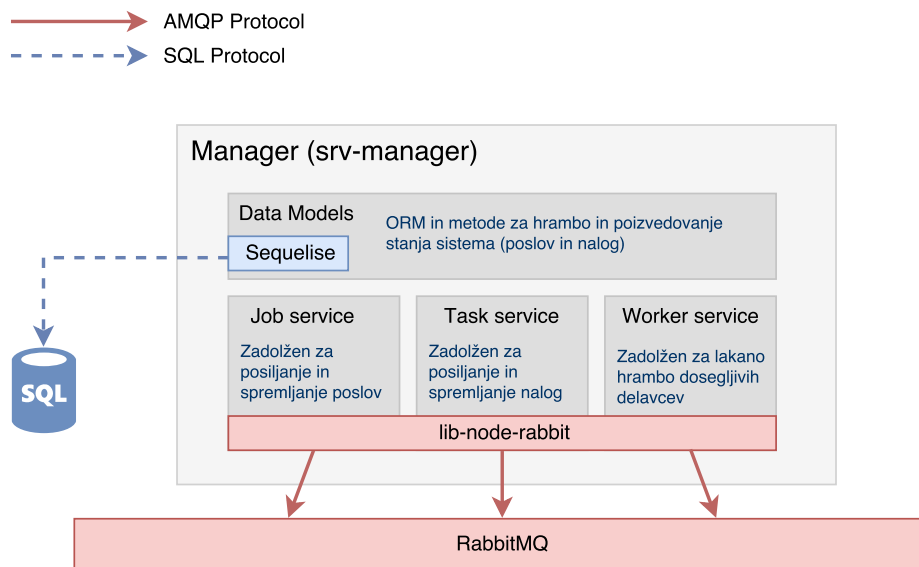 AMQP Protocol
SQL Protocol
Manager (srv-manager)
Data Models
ORM in metode za hrambo in poizvedovanje
stanja sistema (poslov in nalog)
Sequelise
SQL
Job service
Zadolžen za
posiljanje in
spremljanje poslov
Task service
Zadolžen za
posiljanje in
spremljanje nalog
Worker service
Zadolžen za lakano
hrambo dosegljivih
delavcev
lib-node-rabbit
RabbitMQ